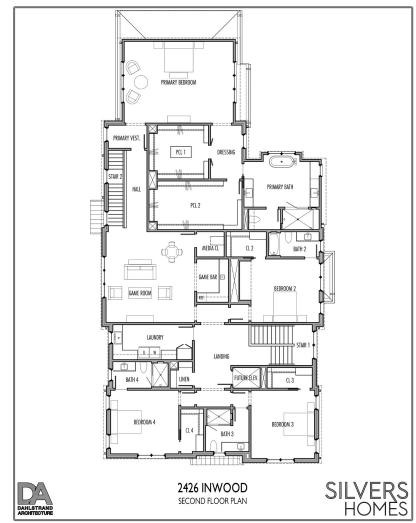 PRIMARY BEDROOM
PRIMARY VEST.
PCL 1
DRESSING
STAIR 2
HALL
PRIMARY BATH
PCL 2
MEDIA CL.
CL 2
BATH 2
GAME BAR
GAME ROOM
BEDROOM 2
LAUNDRY
D
W
LANDING
STAIR 1
BATH 4
LINEN
FUTURE ELEV.
CL 3
BEDROOM 4
CL 4
BATH 3
BEDROOM 3
DA
DAHLSTRAND
ARCHITECTURE
2426 INWOOD
SECOND FLOOR PLAN
SILVERS
HOMES